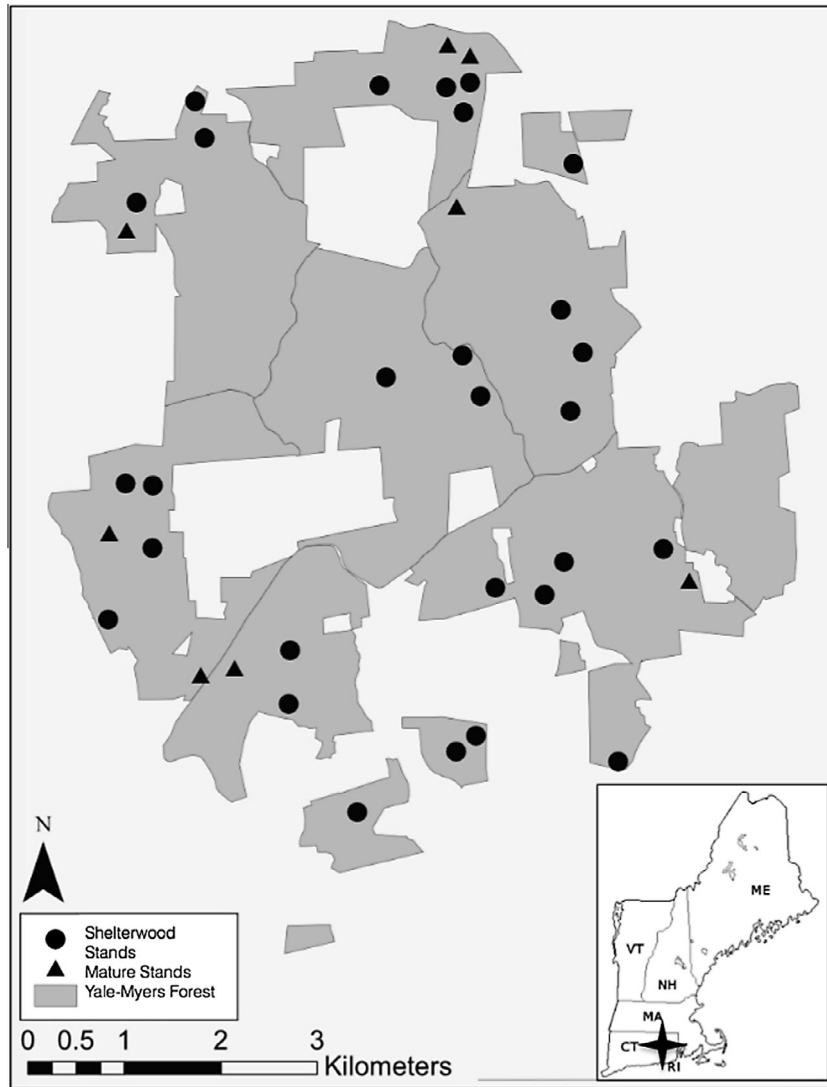 N
Shelterwood
Stands
Mature Stands
Yale-Myers Forest
0 0.5 1 2 3
Kilometers
ME
VT
NH
MA
CT
RI